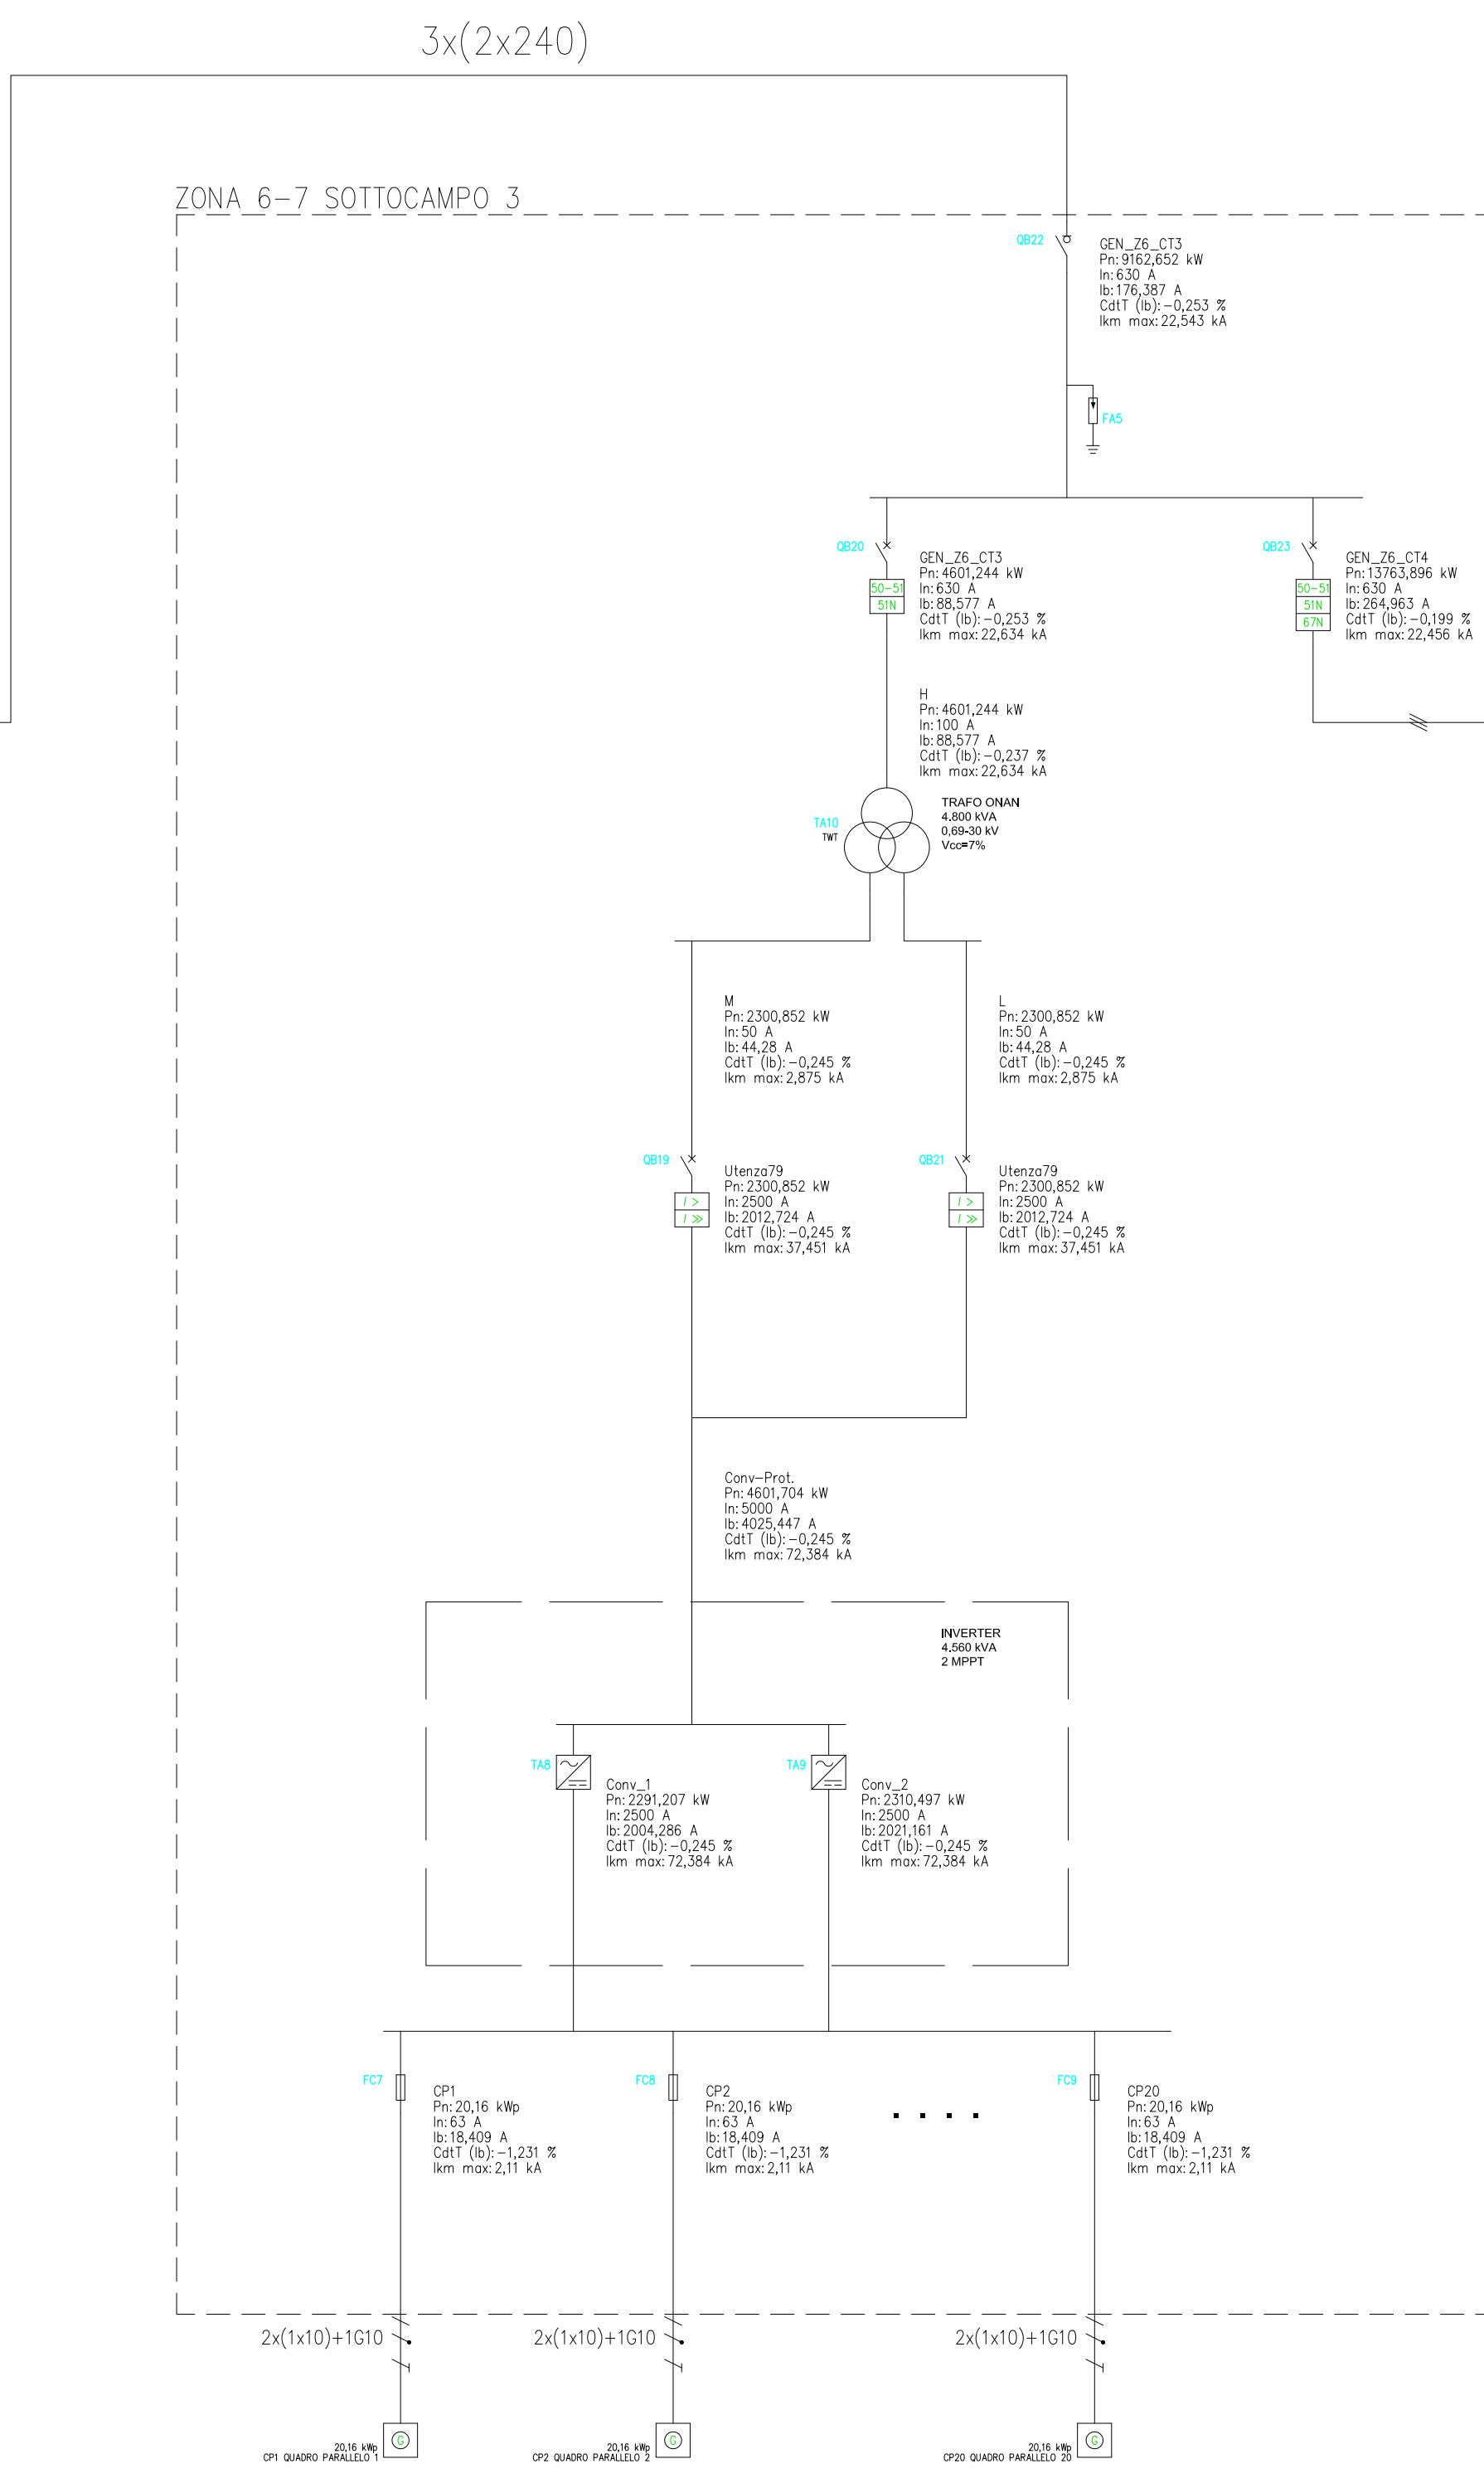 3x(2x240)
ZONA 6-7 SOTTOCAMPO 3
QB22
GEN_Z6_CT3
Pn: 9162,652 kW
In: 630 A
Ib: 176,387 A
CdtT (Ib): -0,253 %
Ikm max: 22,543 kA
FA5
QB20
50-51
51N
GEN_Z6_CT3
Pn: 4601,244 kW
In: 630 A
Ib: 88,577 A
CdtT (Ib): -0,253 %
Ikm max: 22,634 kA
QB23
50-51
51N
67N
GEN_Z6_CT4
Pn: 13763,896 kW
In: 630 A
Ib: 264,963 A
CdtT (Ib): -0,199 %
Ikm max: 22,456 kA
H
Pn: 4601,244 kW
In: 100 A
Ib: 88,577 A
CdtT (Ib): -0,237 %
Ikm max: 22,634 kA
TA10
TWT
TRAFO ONAN
4.800 kVA
0,69-30 kV
Vcc=7%
M
Pn: 2300,852 kW
In: 50 A
Ib: 44,28 A
CdtT (Ib): -0,245 %
Ikm max: 2,875 kA
L
Pn: 2300,852 kW
In: 50 A
Ib: 44,28 A
CdtT (Ib): -0,245 %
Ikm max: 2,875 kA
QB19
I >
I ≫
Utenza79
Pn: 2300,852 kW
In: 2500 A
Ib: 2012,724 A
CdtT (Ib): -0,245 %
Ikm max: 37,451 kA
QB21
I >
I ≫
Utenza79
Pn: 2300,852 kW
In: 2500 A
Ib: 2012,724 A
CdtT (Ib): -0,245 %
Ikm max: 37,451 kA
Conv-Prot.
Pn: 4601,704 kW
In: 5000 A
Ib: 4025,447 A
CdtT (Ib): -0,245 %
Ikm max: 72,384 kA
INVERTER
4.560 kVA
2 MPPT
TA8
Conv_1
Pn: 2291,207 kW
In: 2500 A
Ib: 2004,286 A
CdtT (Ib): -0,245 %
Ikm max: 72,384 kA
TA9
Conv_2
Pn: 2310,497 kW
In: 2500 A
Ib: 2021,161 A
CdtT (Ib): -0,245 %
Ikm max: 72,384 kA
FC7
CP1
Pn: 20,16 kWp
In: 63 A
Ib: 18,409 A
CdtT (Ib): -1,231 %
Ikm max: 2,11 kA
FC8
CP2
Pn: 20,16 kWp
In: 63 A
Ib: 18,409 A
CdtT (Ib): -1,231 %
Ikm max: 2,11 kA
. . . .
FC9
CP20
Pn: 20,16 kWp
In: 63 A
Ib: 18,409 A
CdtT (Ib): -1,231 %
Ikm max: 2,11 kA
2x(1x10)+1G10
2x(1x10)+1G10
2x(1x10)+1G10
20,16 kWp
CP1 QUADRO PARALLELO 1
G
20,16 kWp
CP2 QUADRO PARALLELO 2
G
20,16 kWp
CP20 QUADRO PARALLELO 20
G